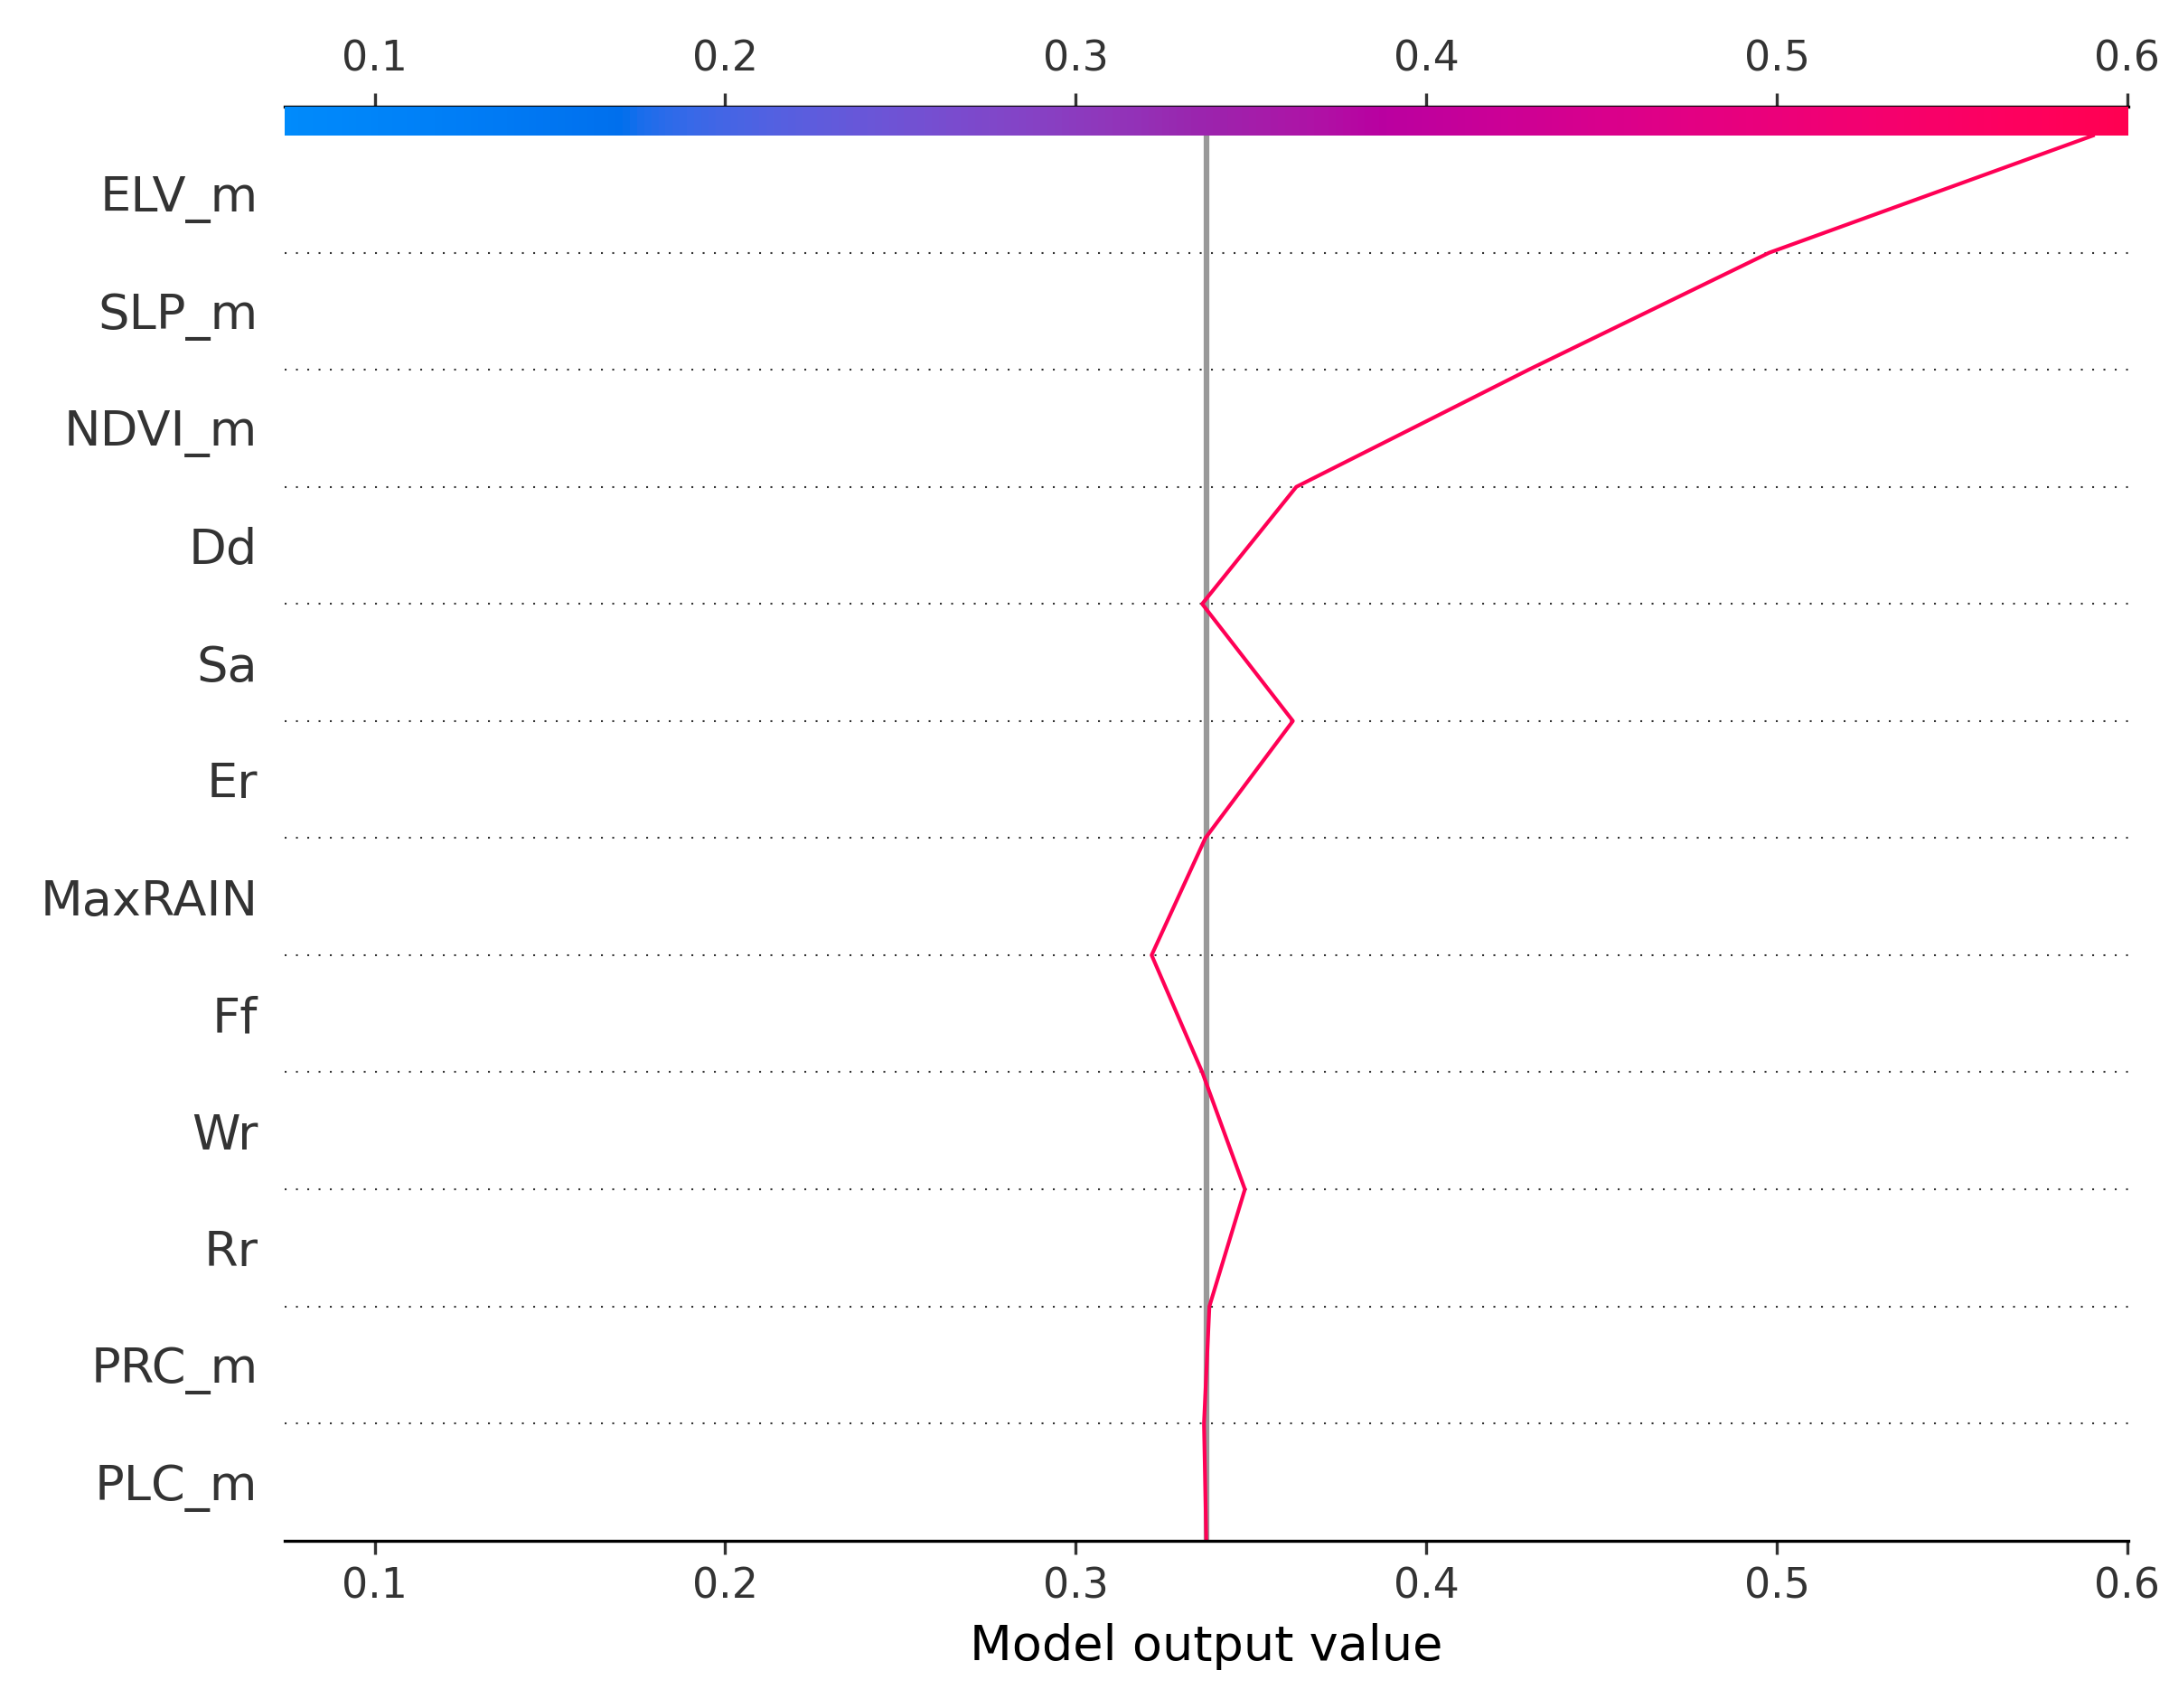 0.1 0.2 0.3 0.4 0.5 0.6
ELV_m
SLP_m
NDVI_m
Dd
Sa
Er
MaxRAIN
Ff
Wr
Rr
PRC_m
PLC_m
0.1 0.2 0.3 0.4 0.5 0.6
Model output value